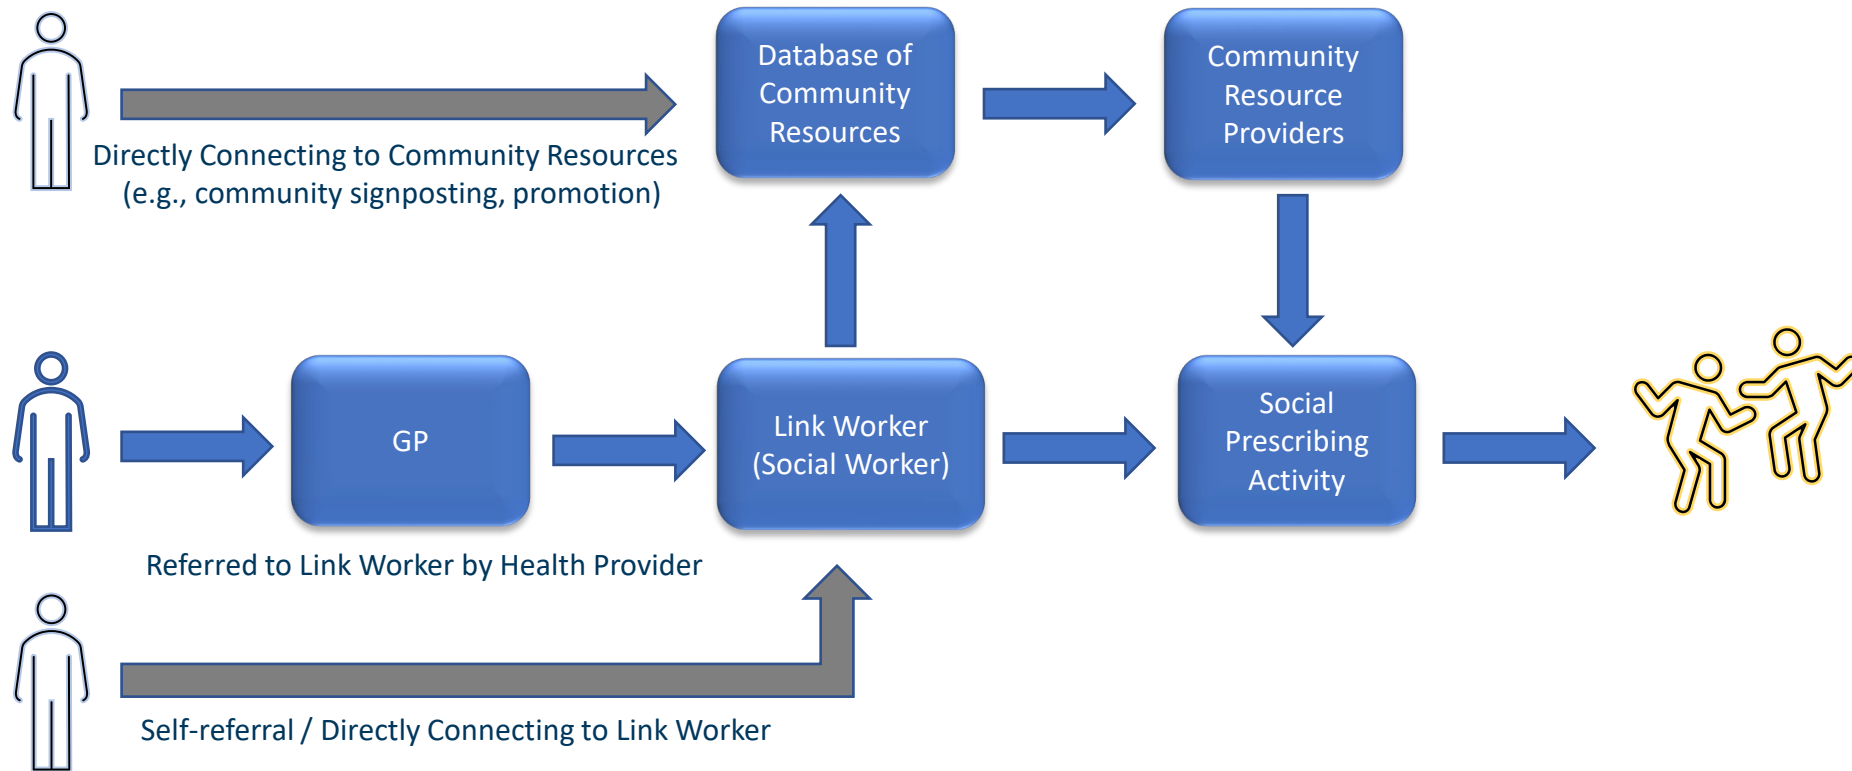 Database of
Community
Resources
Community
Resource
Providers
Directly Connecting to Community Resources
(e.g., community signposting, promotion)
GP
Link Worker
(Social Worker)
Social
Prescribing
Activity
Referred to Link Worker by Health Provider
Self-referral / Directly Connecting to Link Worker